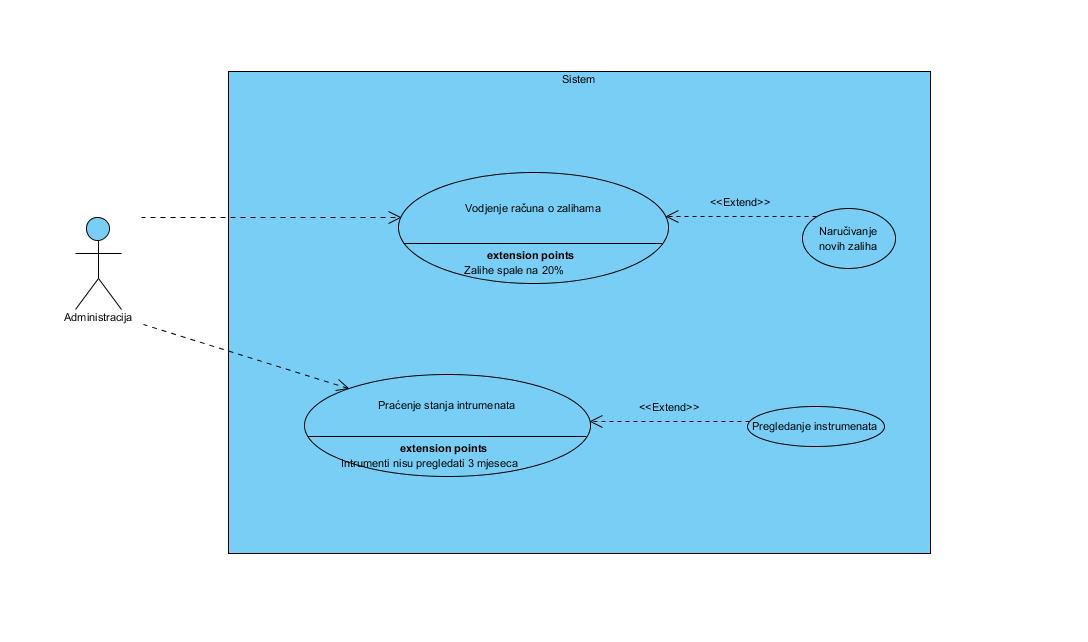 Sistem
Vodjenje računa o zalihama
extension points
Zalihe spale na 20%
<<Extend>>
Naručivanje
novih zaliha
Administracija
Praćenje stanja intrumenata
extension points
Intrumenti nisu pregledati 3 mjeseca
<<Extend>>
Pregledanje instrumenata